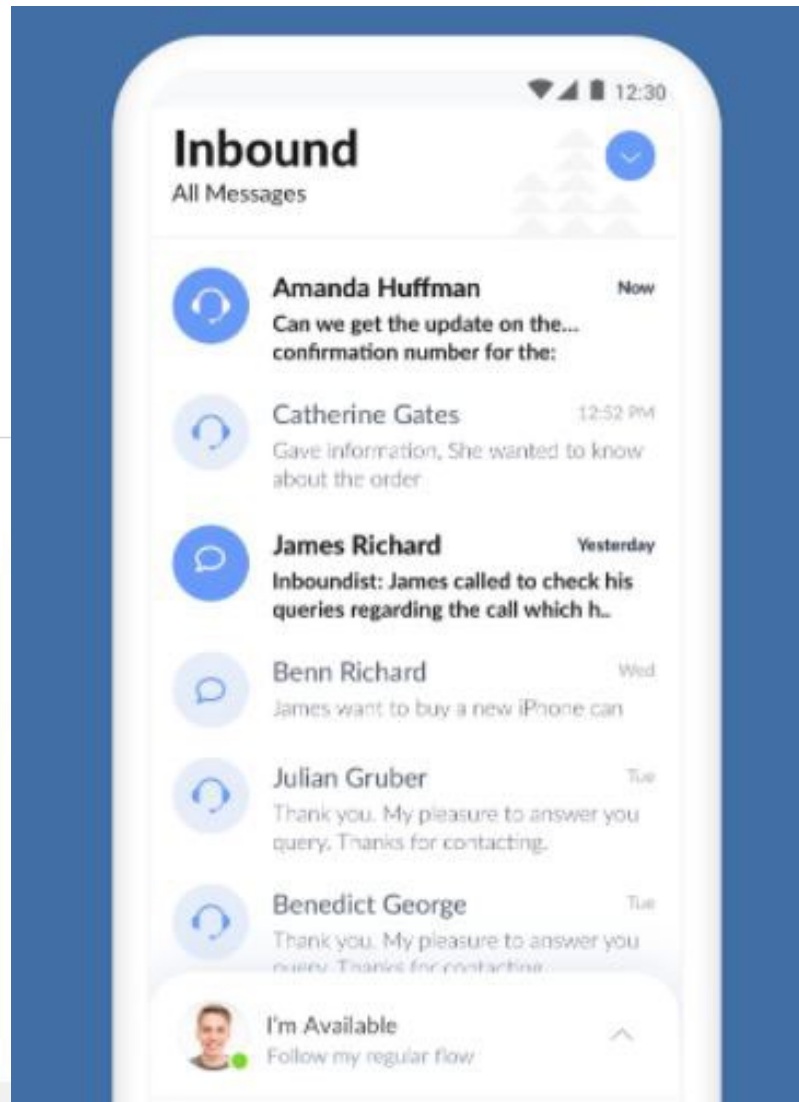 12:30
Inbound
All Messages
Amanda Huffman Now
Can we get the update on the...
confirmation number for the:
Catherine Gates 12:52 PM
Gave information, She wanted to know
about the order
James Richard Yesterday
Inboundist: James called to check his
queries regarding the call which h..
Benn Richard Wed
James want to buy a new iPhone can
Julian Gruber Tue
Thank you. My pleasure to answer you
query. Thanks for contacting.
Benedict George Tue
Thank you. My pleasure to answer you
query. Thanks for contacting
I'm Available
Follow my regular flow